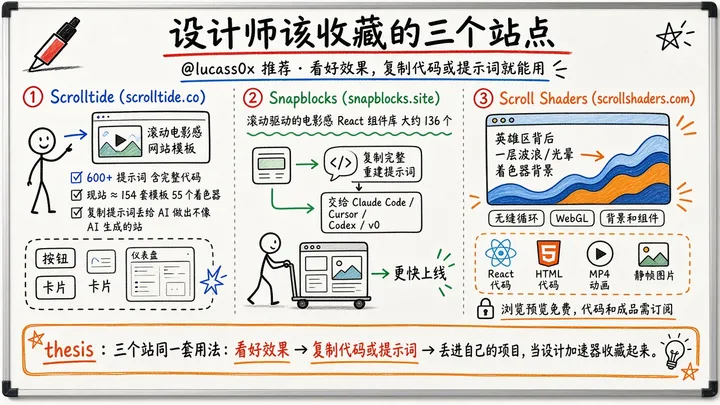 设计师该收藏的三个站点
@lucass0x 推荐 · 看好效果，复制代码或提示词就能用
① Scrolltide (scrolltide.co)
滚动电影感
网站模板
600+ 提示词 含完整代码
现站 ≈ 154 套模板 55 个着色器
复制提示词丢给 AI 做出不像
AI 生成的站
按钮
卡片
卡片
仪表盘
② Snapblocks (snapblocks.site)
滚动驱动的电影感 React 组件库 大约 136 个
</>
复制完整
重建提示词
交给 Claude Code /
Cursor /
Codex / v0
更快上线
③ Scroll Shaders (scrollshaders.com)
英雄区背后
一层波浪/光晕
着色器背景
无缝循环
WebGL
背景和组件
React
代码
HTML
代码
MP4
动画
静帧图片
浏览预览免费，代码和成品需订阅
thesis：三个站同一套用法：看好效果 → 复制代码或提示词 → 丢进自己的项目，当设计加速器收藏起来。